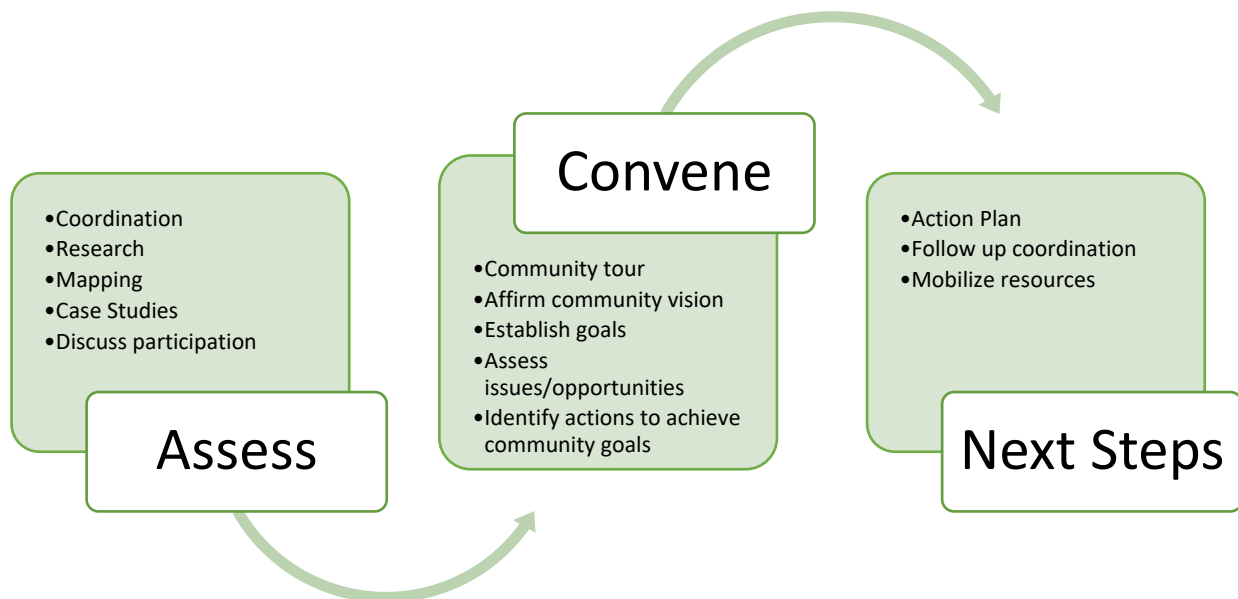 •Coordination
•Research
•Mapping
•Case Studies
•Discuss participation
Assess
Convene
•Community tour
•Affirm community vision
•Establish goals
•Assess
issues/opportunities
•Identify actions to achieve
community goals
•Action Plan
•Follow up coordination
•Mobilize resources
Next Steps